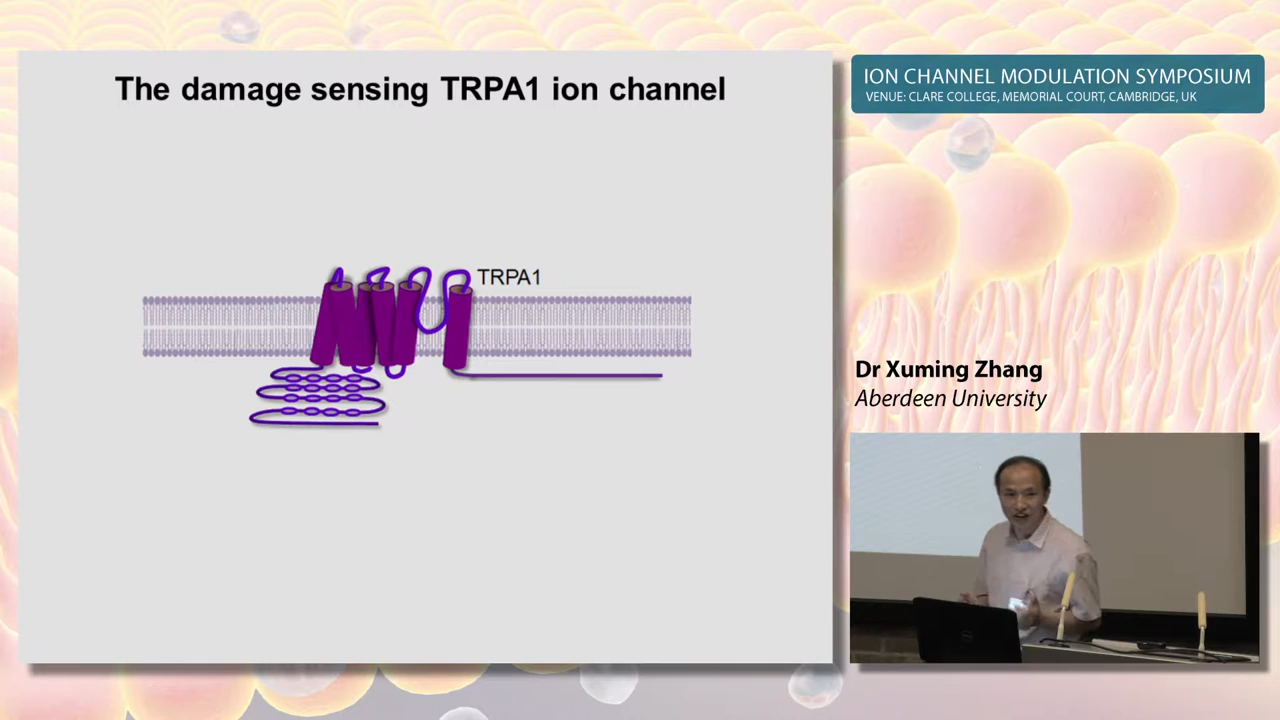 The damage sensing TRPA1 ion channel
TRPA1
ION CHANNEL MODULATION SYMPOSIUM
VENUE: CLARE COLLEGE, MEMORIAL COURT, CAMBRIDGE, UK
Dr Xuming Zhang
Aberdeen University